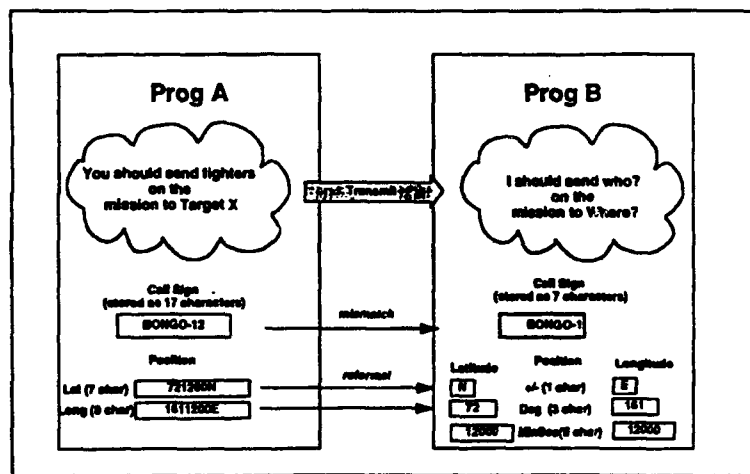 Prog A
You should send fighters
on the
mission to Target X
Call Sign
(stored as 17 characters)
BONGO-12
Position
Lat (7 char)
721200N
Long (8 char)
1611200E
Transmit
mismatch
reformat
Prog B
I should send who?
on the
mission to Where?
Call Sign
(stored as 7 characters)
BONGO-1
Latitude
Position
Longitude
N
+/- (1 char)
E
72
Deg (3 char)
161
12000
MinSec(5 char)
12000